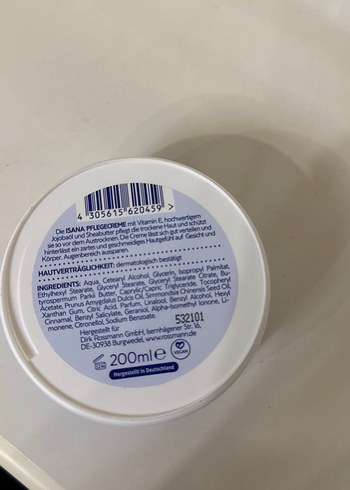 4 305615 620459 >
Die ISANA PFLEGECREME mit Vitamin E, hochwertigem
Jojobaöl und Sheabutter pflegt die trockene Haut und schützt
sie so vor dem Austrocknen. Die Creme lässt sich gut verteilen und
hinterlässt ein zartes und geschmeidiges Hautgefühl auf Gesicht und
Körper. Augenbereich aussparen.
HAUTVERTRÄGLICHKEIT: dermatologisch bestätigt
INGREDIENTS: Aqua, Cetearyl Alcohol, Glycerin, Isopropyl Palmitat,
Ethylhexyl Stearate, Glyceryl Stearate, Glyceryl Stearate Citrate, Bu-
tyrospermum Parkii Butter, Caprylic/Capric Triglyceride, Tocopheryl
Acetate, Prunus Amygdalus Dulcis Oil, Simmondsia Chinensis Seed Oil,
Xanthan Gum, Citric Acid, Parfum, Linalool, Benzyl Alcohol, Hexyl
Cinnamal, Benzyl Salicylate, Geraniol, Alpha-Isomethyl Ionone, Li-
monene, Citronellol, Sodium Benzoate.
532101
Hergestellt für
Dirk Rossmann GmbH, Isernhägener Str. 16,
DE-30938 Burgwedel, www.rossmann.de
200ml e
VEGAN
Hergestellt in Deutschland